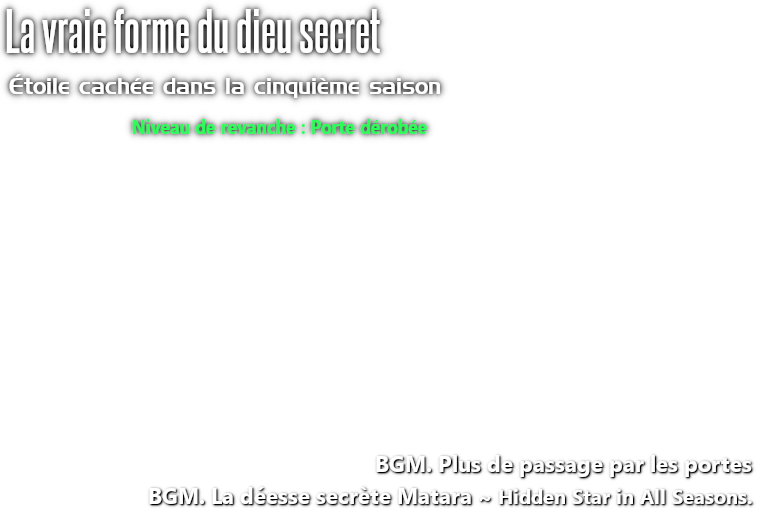 La vraie forme du dieu secret
Étoile cachée dans la cinquième saison
Niveau de revanche : Porte dérobée
BGM. Plus de passage par les portes
BGM. La déesse secrète Matara ~ Hidden Star in All Seasons.